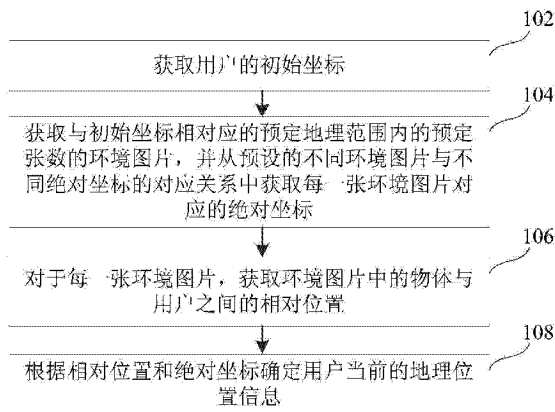 102
获取用户的初始坐标
104
获取与初始坐标相对应的预定地理范围内的预定
张数的环境图片，并从预设的不同环境图片与不
同绝对坐标的对应关系中获取每一张环境图片对
应的绝对坐标
106
对于每一张环境图片，获取环境图片中的物体与
用户之间的相对位置
108
根据相对位置和绝对坐标确定用户当前的地理位
置信息